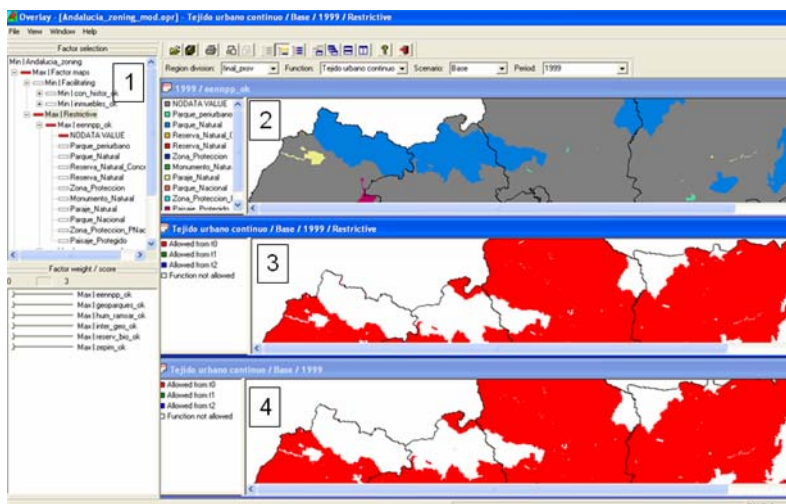 Overlay - [Andalucia_zoning_mod.opr] - Tejido urbano continuo / Base / 1999 / Restrictive
File View Window Help
Factor selection
Min | Andalucia_zoning
Max | Factor maps
Min | Facilitating
Min | con_histor_ok
Min | inmuebles_ok
Max | Restrictive
Max | eennpp_ok
NODATA VALUE
Parque_periurbano
Parque_Natural
Reserva_Natural_Conc
Reserva_Natural
Zona_Proteccion
Monumento_Natural
Paraje_Natural
Parque_Nacional
Zona_Proteccion_PNac
Paisaje_Protegido
1
Factor weight / score
0 3
Max | eennpp_ok
Max | geoparques_ok
Max | hum_ramsar_ok
Max | inter_geo_ok
Max | reserv_bio_ok
Max | zepim_ok
Region division: final_prov Function: Tejido urbano continuo Scenario: Base Period: 1999
1999 / eennpp_ok
NODATA VALUE
Parque_periurbano
Parque_Natural
Reserva_Natural_C
Reserva_Natural
Zona_Proteccion
Monumento_Natu
Paraje_Natural
Parque_Nacional
Zona_Proteccion_
Paisaje_Protegido
2
Tejido urbano continuo / Base / 1999 / Restrictive
Allowed from t0
Allowed from t1
Allowed from t2
Function not allowed
3
Tejido urbano continuo / Base / 1999
Allowed from t0
Allowed from t1
Allowed from t2
Function not allowed
4